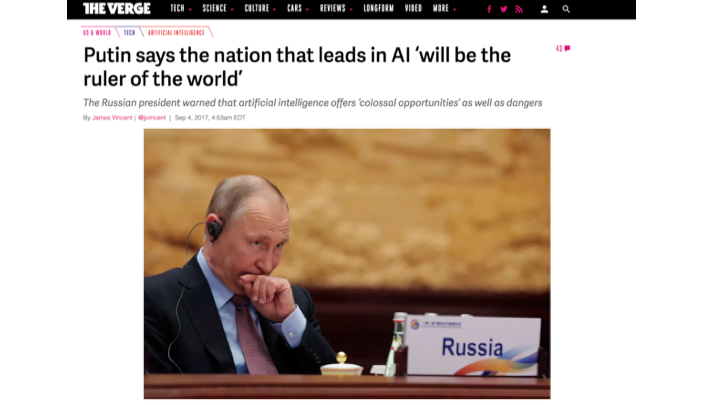 THE VERGE
TECH SCIENCE CULTURE CARS REVIEWS LONGFORM VIDEO MORE
US & WORLD TECH ARTIFICIAL INTELLIGENCE
43
Putin says the nation that leads in AI ‘will be the
ruler of the world’
The Russian president warned that artificial intelligence offers ‘colossal opportunities’ as well as dangers
By James Vincent | @jjvincent | Sep 4, 2017, 4:53am EDT
Russia